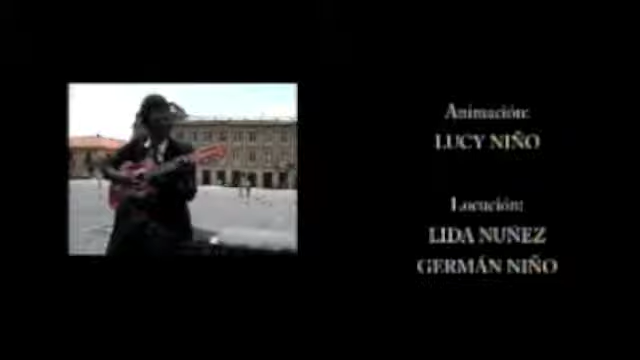 Animación:
LUCY NIÑO
Locución:
LIDA NUÑEZ
GERMÁN NIÑO